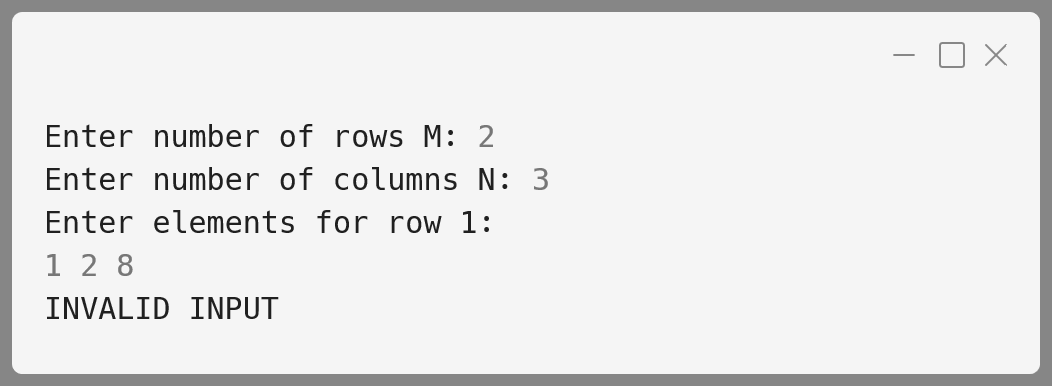 Enter number of rows M: 2
Enter number of columns N: 3
Enter elements for row 1:
1 2 8
INVALID INPUT